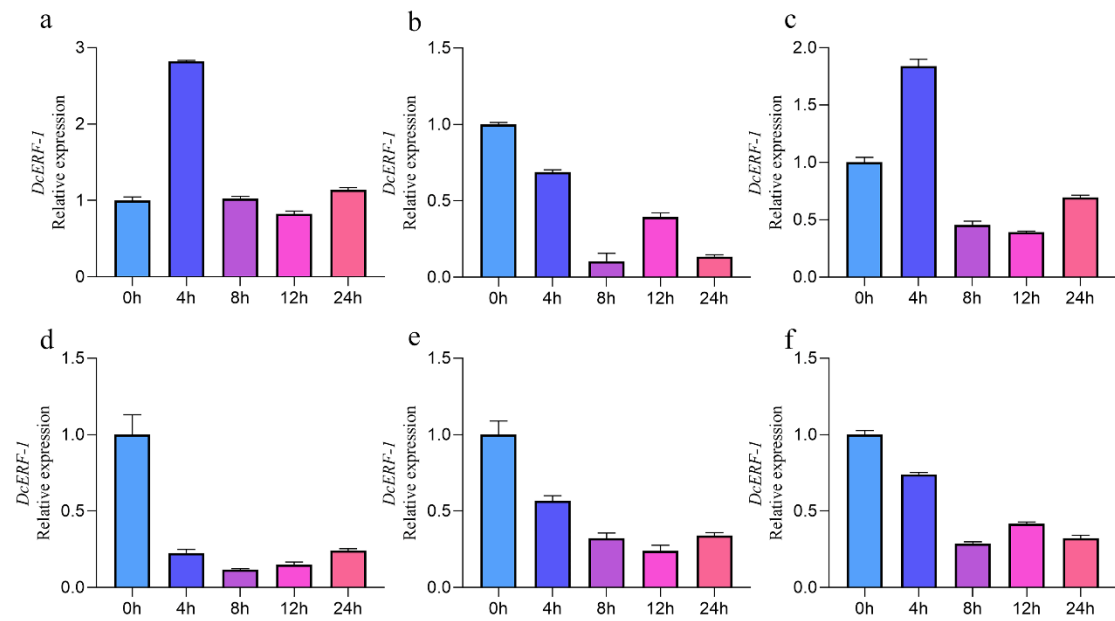 a
DcERF-1
Relative expression
3
2
1
0
0h 4h 8h 12h 24h
b
DcERF-1
Relative expression
1.5
1.0
0.5
0.0
0h 4h 8h 12h 24h
c
DcERF-1
Relative expression
2.0
1.5
1.0
0.5
0.0
0h 4h 8h 12h 24h
d
DcERF-1
Relative expression
1.5
1.0
0.5
0.0
0h 4h 8h 12h 24h
e
DcERF-1
Relative expression
1.5
1.0
0.5
0.0
0h 4h 8h 12h 24h
f
DcERF-1
Relative expression
1.5
1.0
0.5
0.0
0h 4h 8h 12h 24h